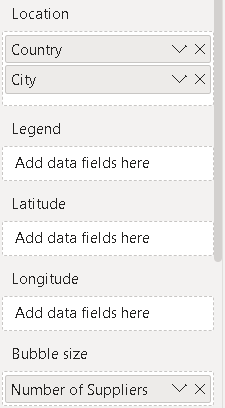 Location
Country
City
Legend
Add data fields here
Latitude
Add data fields here
Longitude
Add data fields here
Bubble size
Number of Suppliers